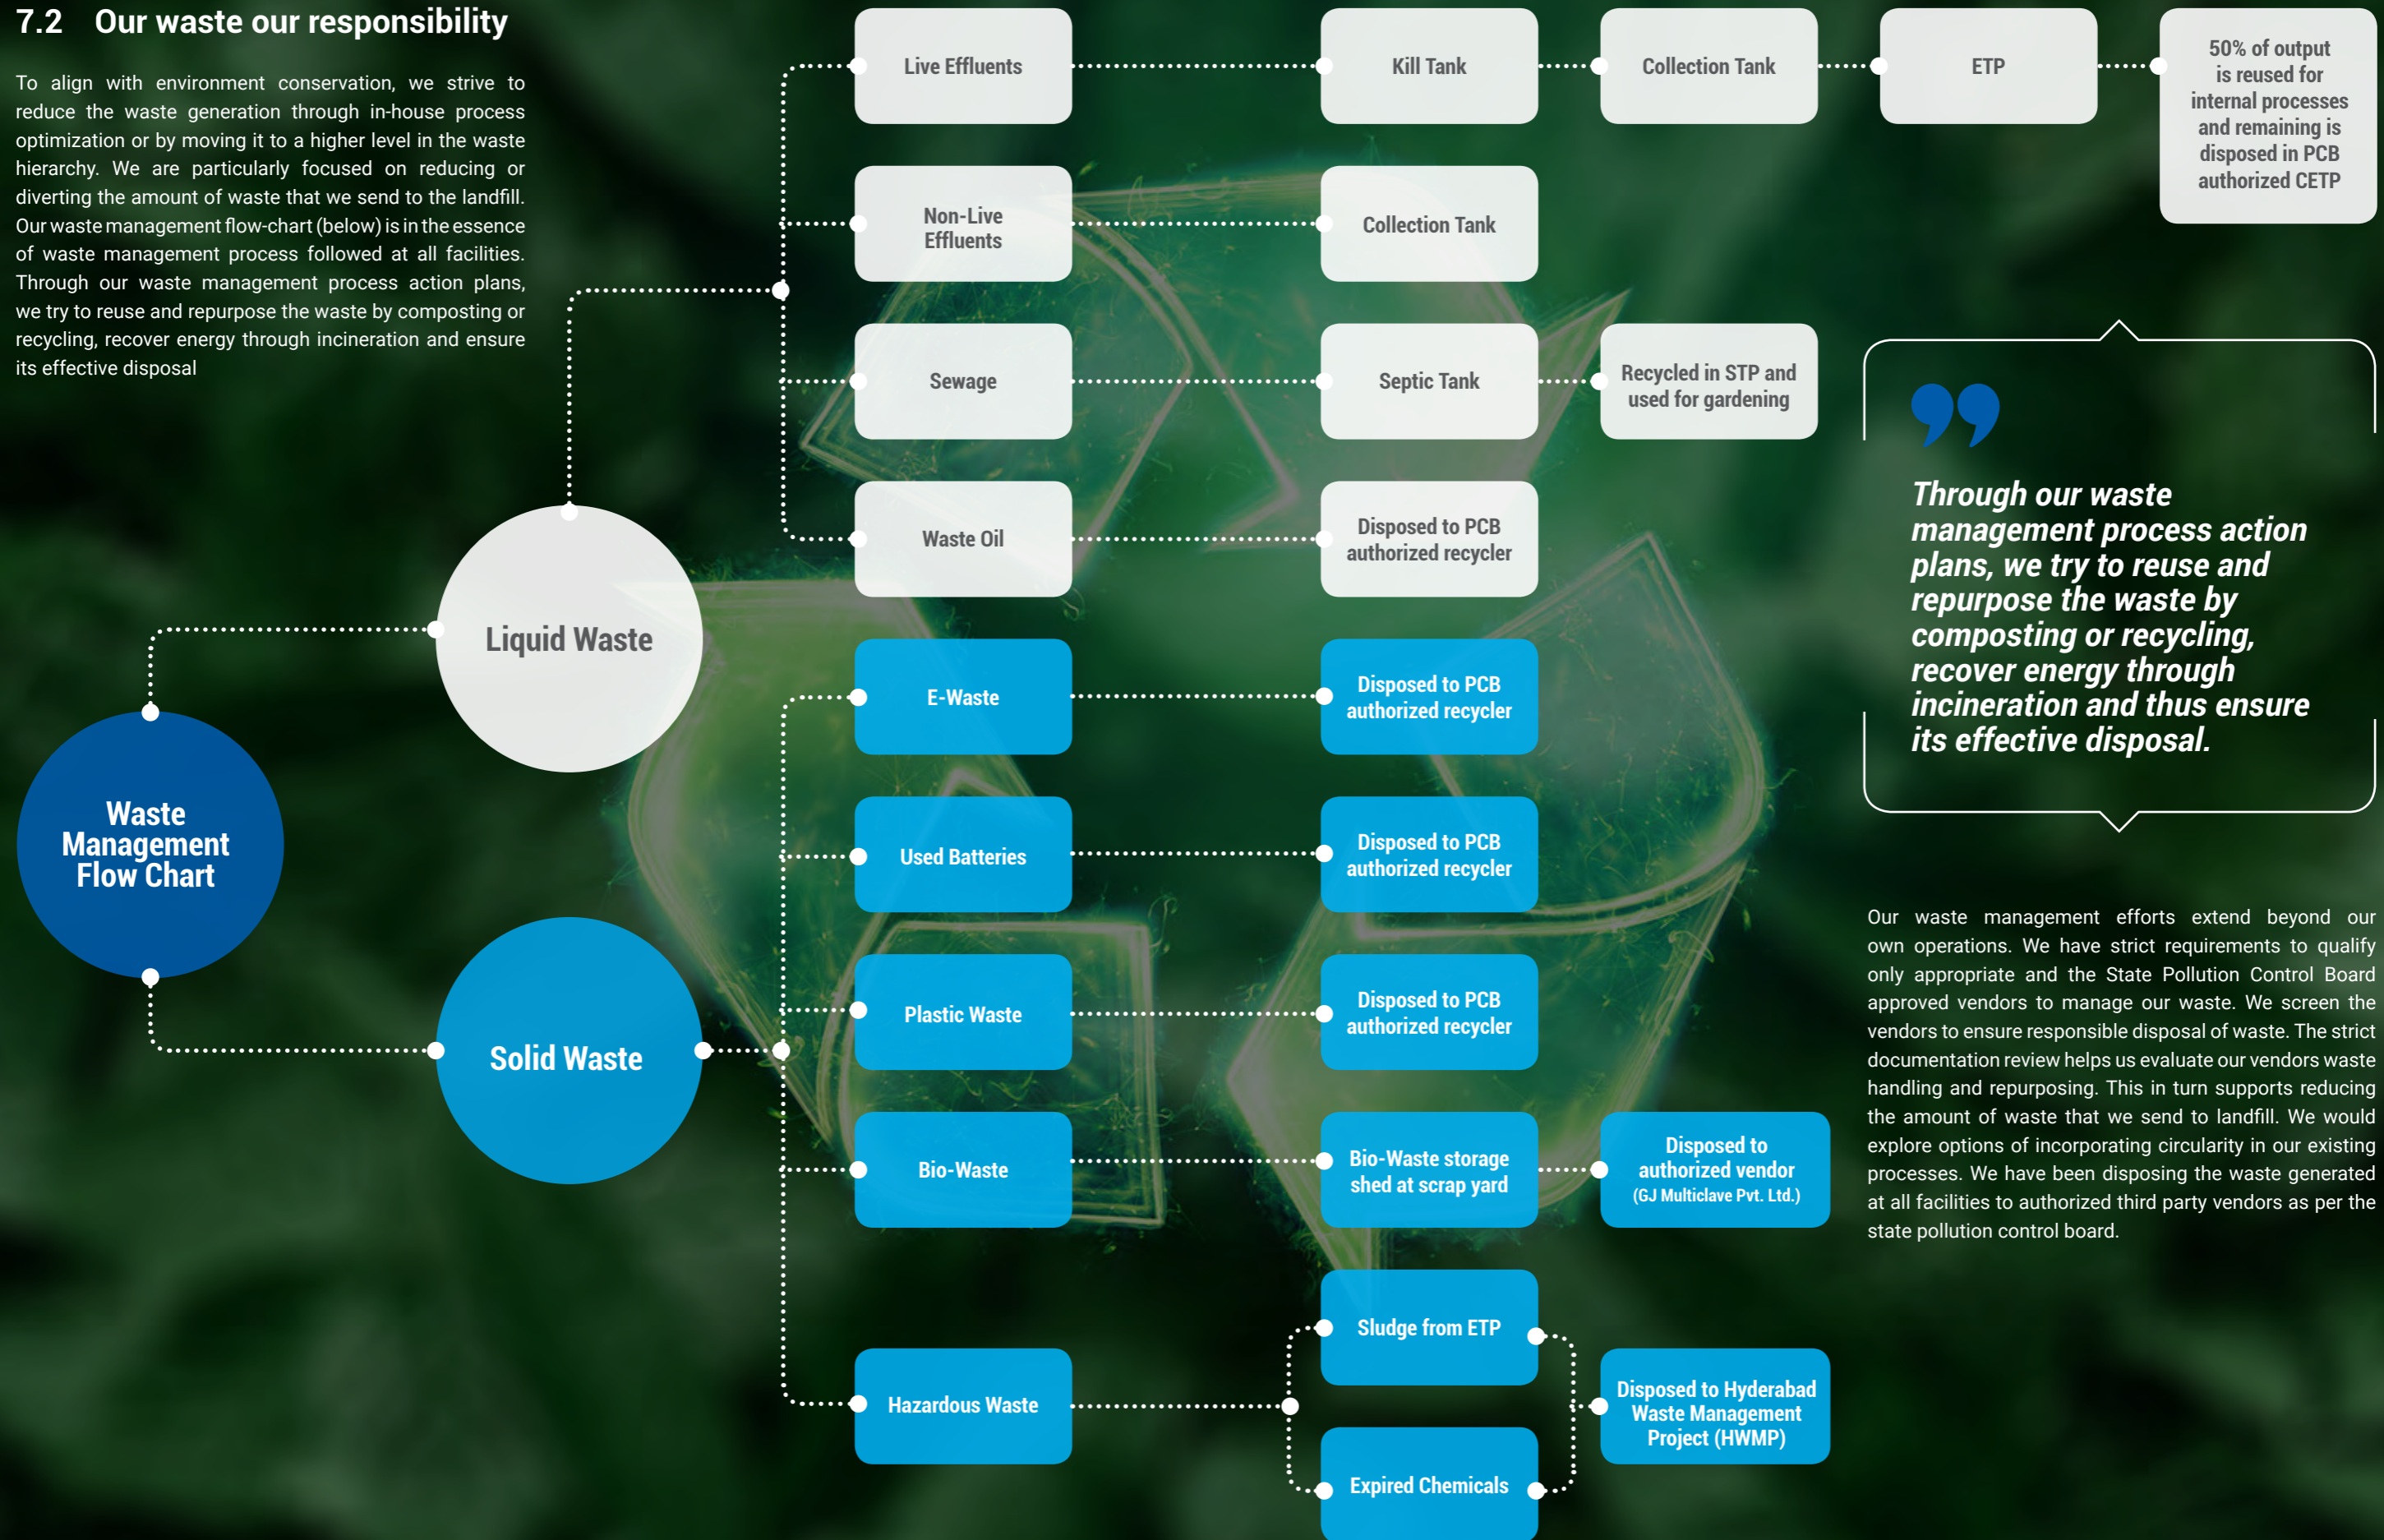 7.2 Our waste our responsibility
To align with environment conservation, we strive to
reduce the waste generation through in-house process
optimization or by moving it to a higher level in the waste
hierarchy. We are particularly focused on reducing or
diverting the amount of waste that we send to the landfill.
Our waste management flow-chart (below) is in the essence
of waste management process followed at all facilities.
Through our waste management process action plans,
we try to reuse and repurpose the waste by composting or
recycling, recover energy through incineration and ensure
its effective disposal
Waste
Management
Flow Chart
Liquid Waste
Live Effluents
Kill Tank
Collection Tank
ETP
50% of output
is reused for
internal processes
and remaining is
disposed in PCB
authorized CETP
Non-Live
Effluents
Collection Tank
Sewage
Septic Tank
Recycled in STP and
used for gardening
Waste Oil
Disposed to PCB
authorized recycler
Solid Waste
E-Waste
Disposed to PCB
authorized recycler
Used Batteries
Disposed to PCB
authorized recycler
Plastic Waste
Disposed to PCB
authorized recycler
Bio-Waste
Bio-Waste storage
shed at scrap yard
Disposed to
authorized vendor
(GJ Multiclave Pvt. Ltd.)
Hazardous Waste
Sludge from ETP
Expired Chemicals
Disposed to Hyderabad
Waste Management
Project (HWMP)
”
Through our waste
management process action
plans, we try to reuse and
repurpose the waste by
composting or recycling,
recover energy through
incineration and thus ensure
its effective disposal.
Our waste management efforts extend beyond our
own operations. We have strict requirements to qualify
only appropriate and the State Pollution Control Board
approved vendors to manage our waste. We screen the
vendors to ensure responsible disposal of waste. The strict
documentation review helps us evaluate our vendors waste
handling and repurposing. This in turn supports reducing
the amount of waste that we send to landfill. We would
explore options of incorporating circularity in our existing
processes. We have been disposing the waste generated
at all facilities to authorized third party vendors as per the
state pollution control board.